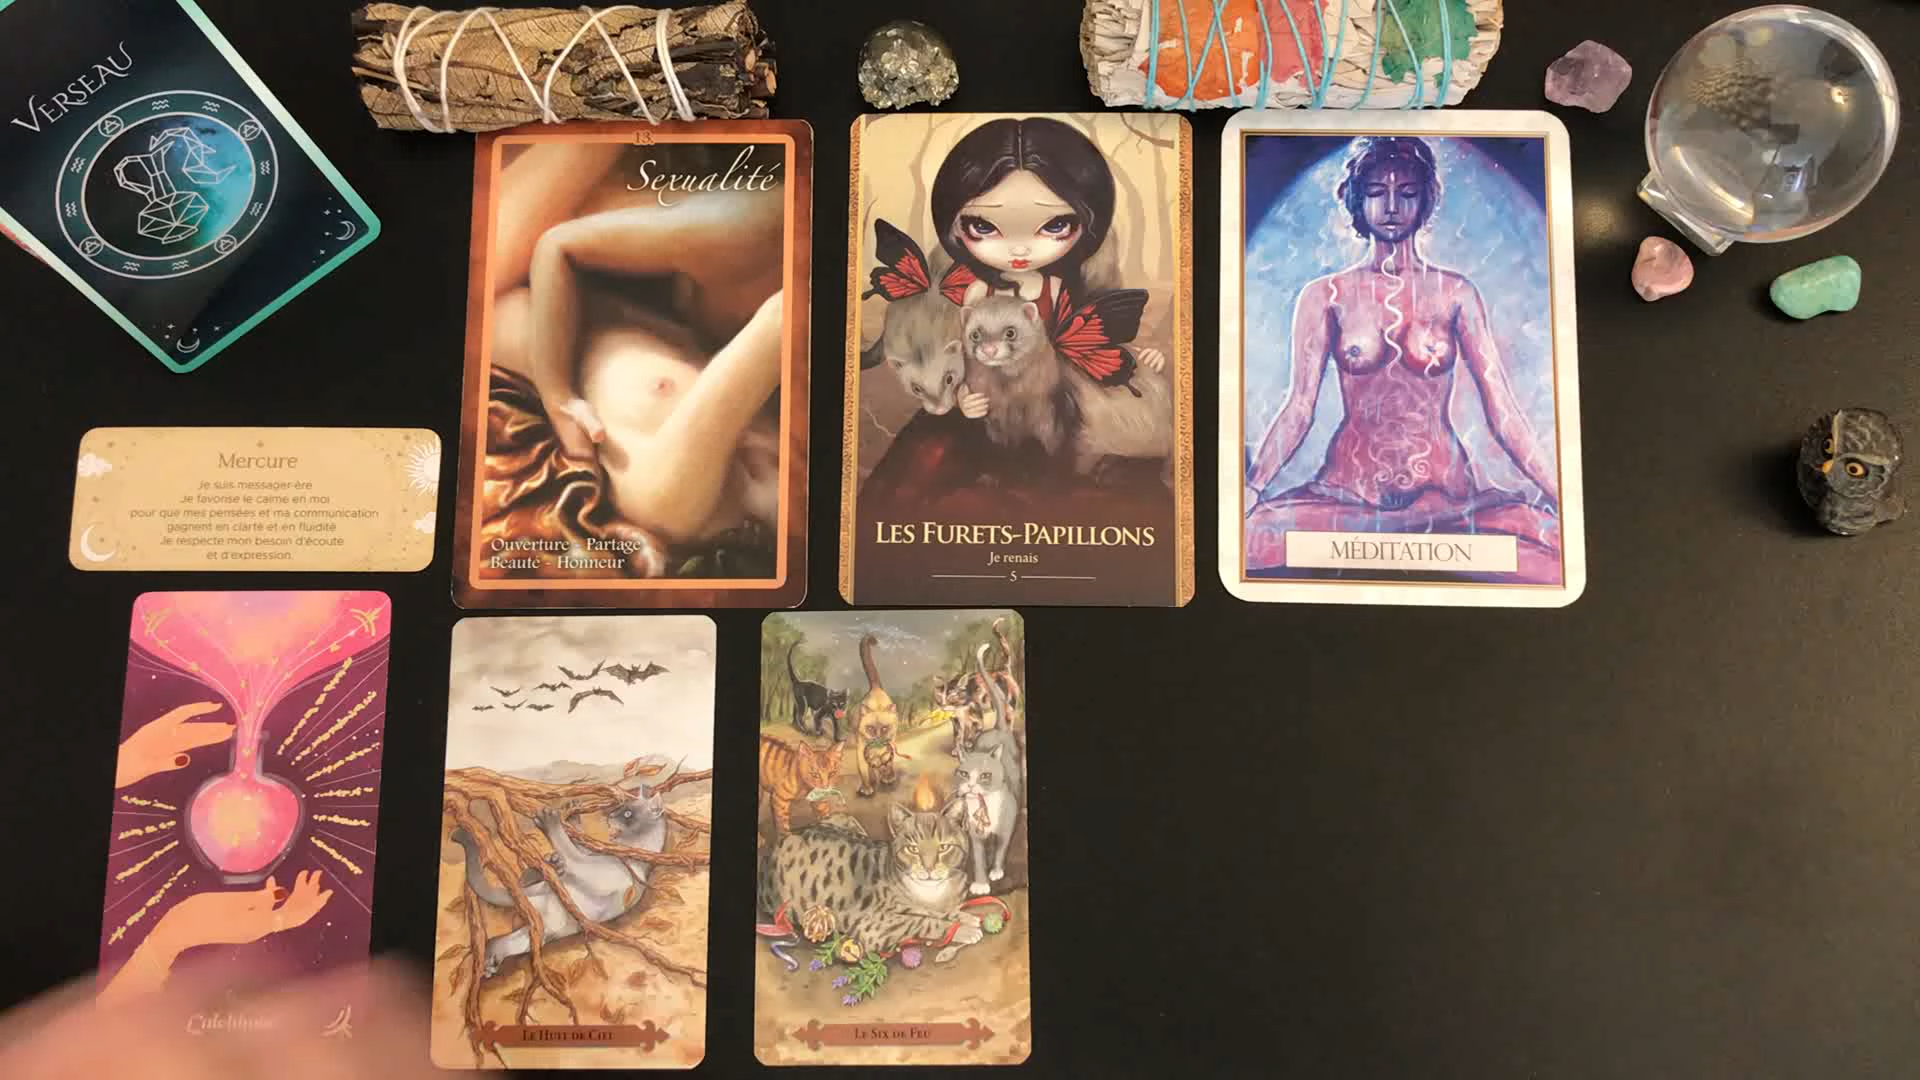 VERSEAU
13.
Sexualité
Ouverture - Partage
Beauté - Honneur
LES FURETS-PAPILLONS
Je renais
5
MÉDITATION
Mercure
Je suis messager·ère
Je favorise le calme en moi
pour que mes pensées et ma communication
gagnent en clarté et en fluidité
Je respecte mon besoin d'écoute
et d'expression.
LE HUIT DE CIEL
LE SIX DE FEU